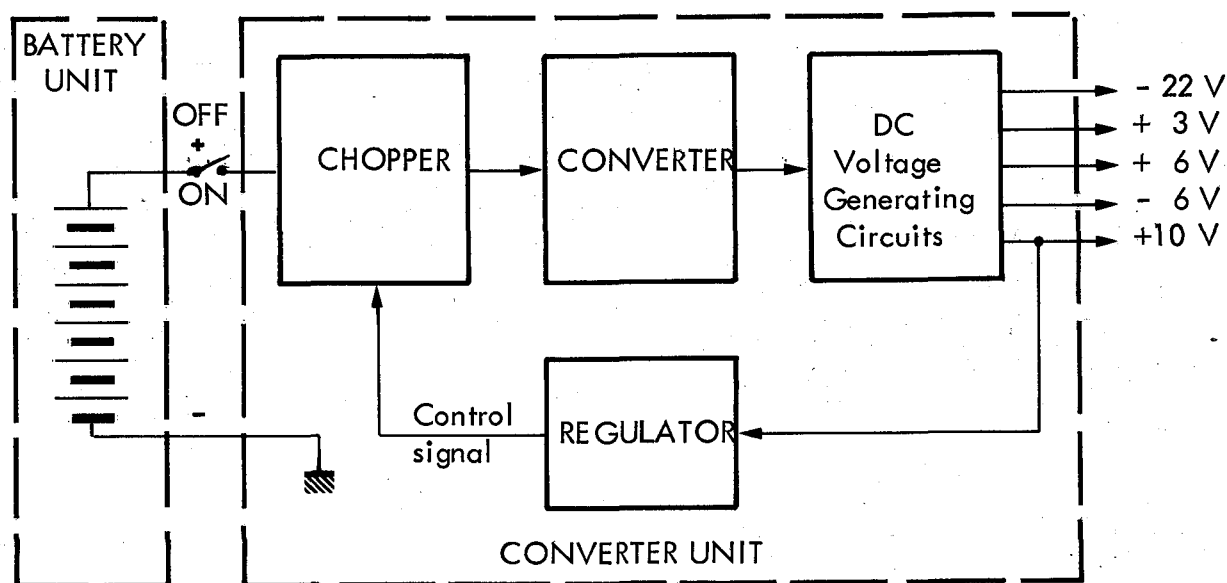 BATTERY
UNIT
OFF
+
ON
-
CHOPPER
CONVERTER
DC
Voltage
Generating
Circuits
- 22 V
+ 3 V
+ 6 V
- 6 V
+10 V
Control
signal
REGULATOR
CONVERTER UNIT